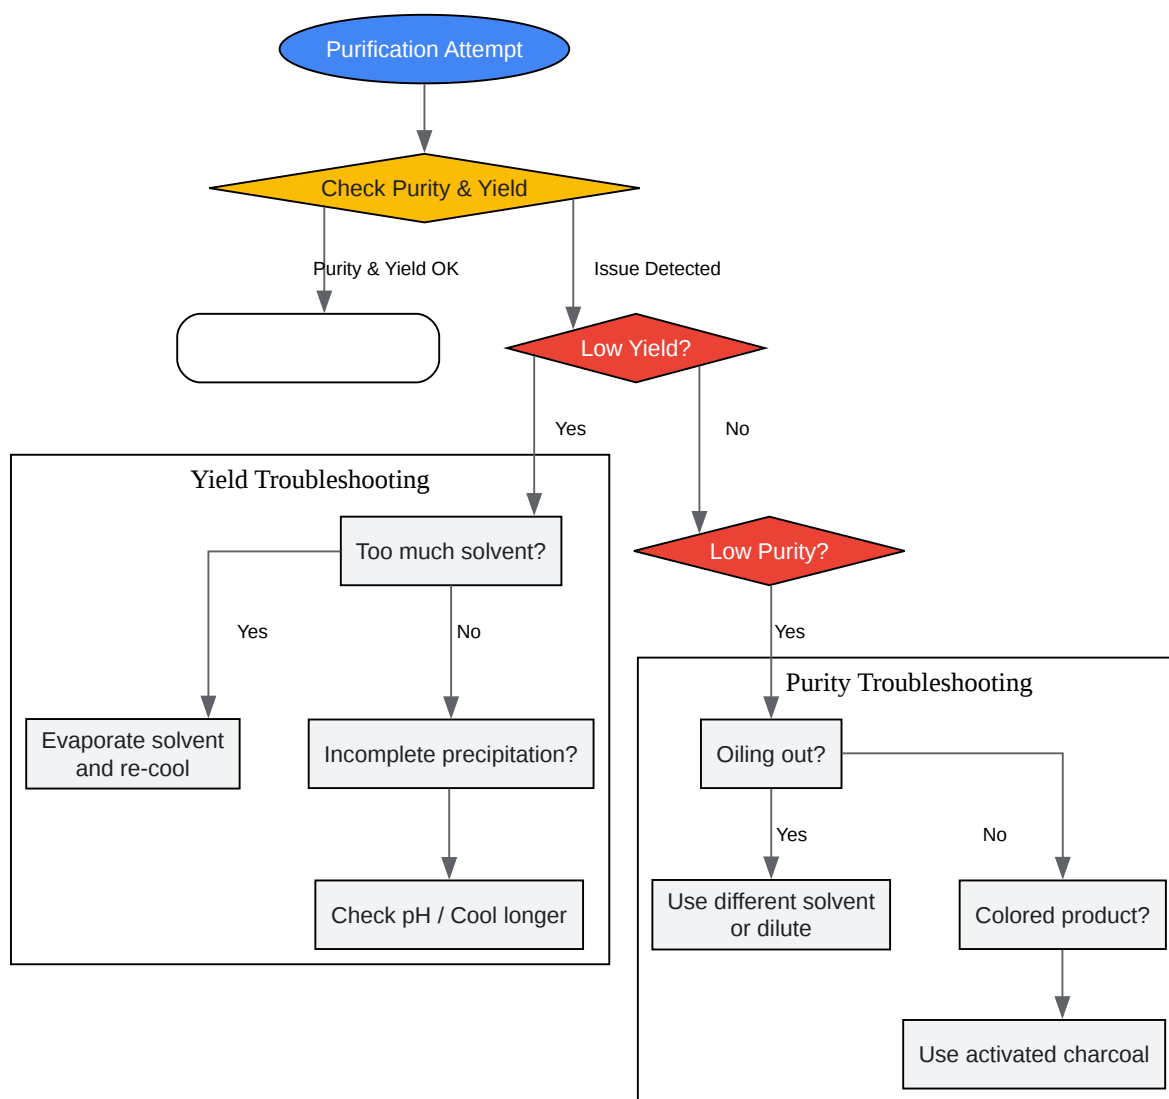 Purification Attempt
Check Purity & Yield
Purity & Yield OK
Issue Detected
Low Yield?
Yes
No
Yield Troubleshooting
Too much solvent?
Low Purity?
Yes
No
Yes
Purity Troubleshooting
Evaporate solvent
and re-cool
Incomplete precipitation?
Oiling out?
Yes
No
Check pH / Cool longer
Use different solvent
or dilute
Colored product?
Use activated charcoal